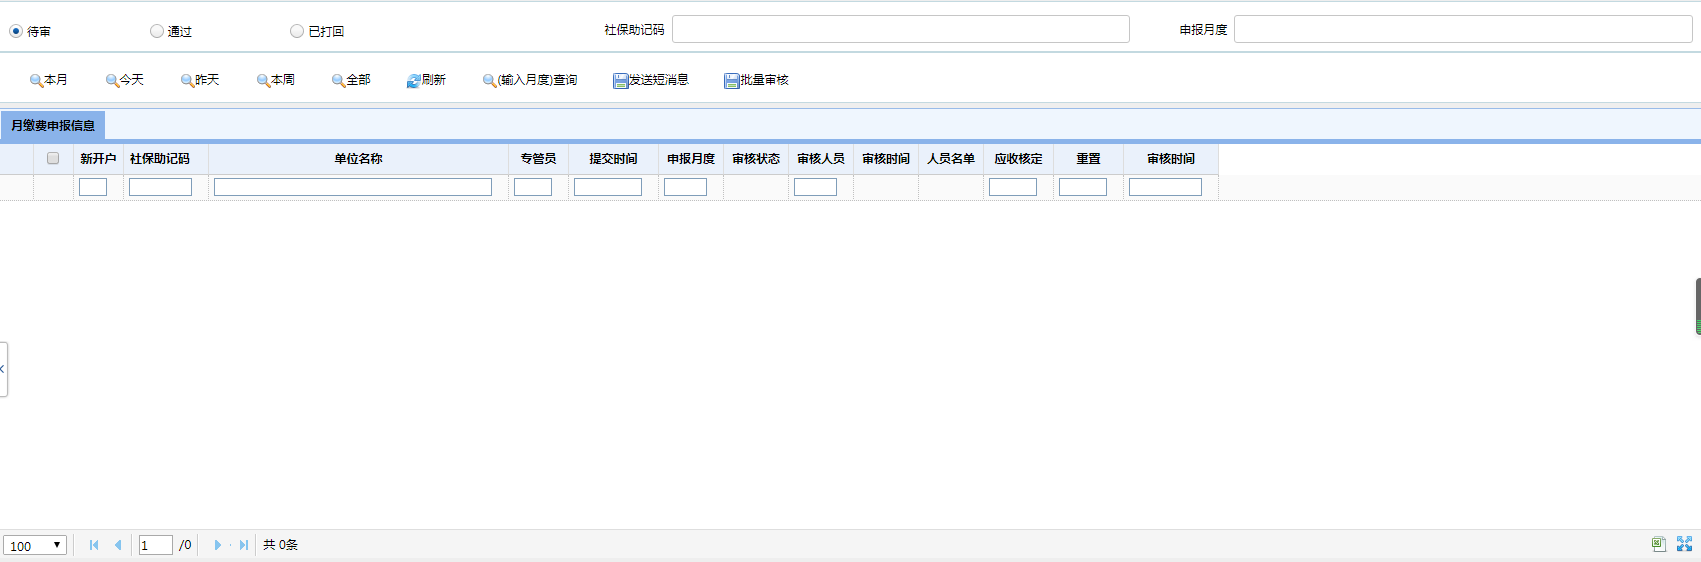 待审 通过 已打回 社保助记码 申报月度
本月 今天 昨天 本周 全部 刷新 (输入月度)查询 发送短消息 批量审核
月缴费申报信息
新开户 社保助记码 单位名称 专管员 提交时间 申报月度 审核状态 审核人员 审核时间 人员名单 应收核定 重置 审核时间
100 1 /0 共 0条